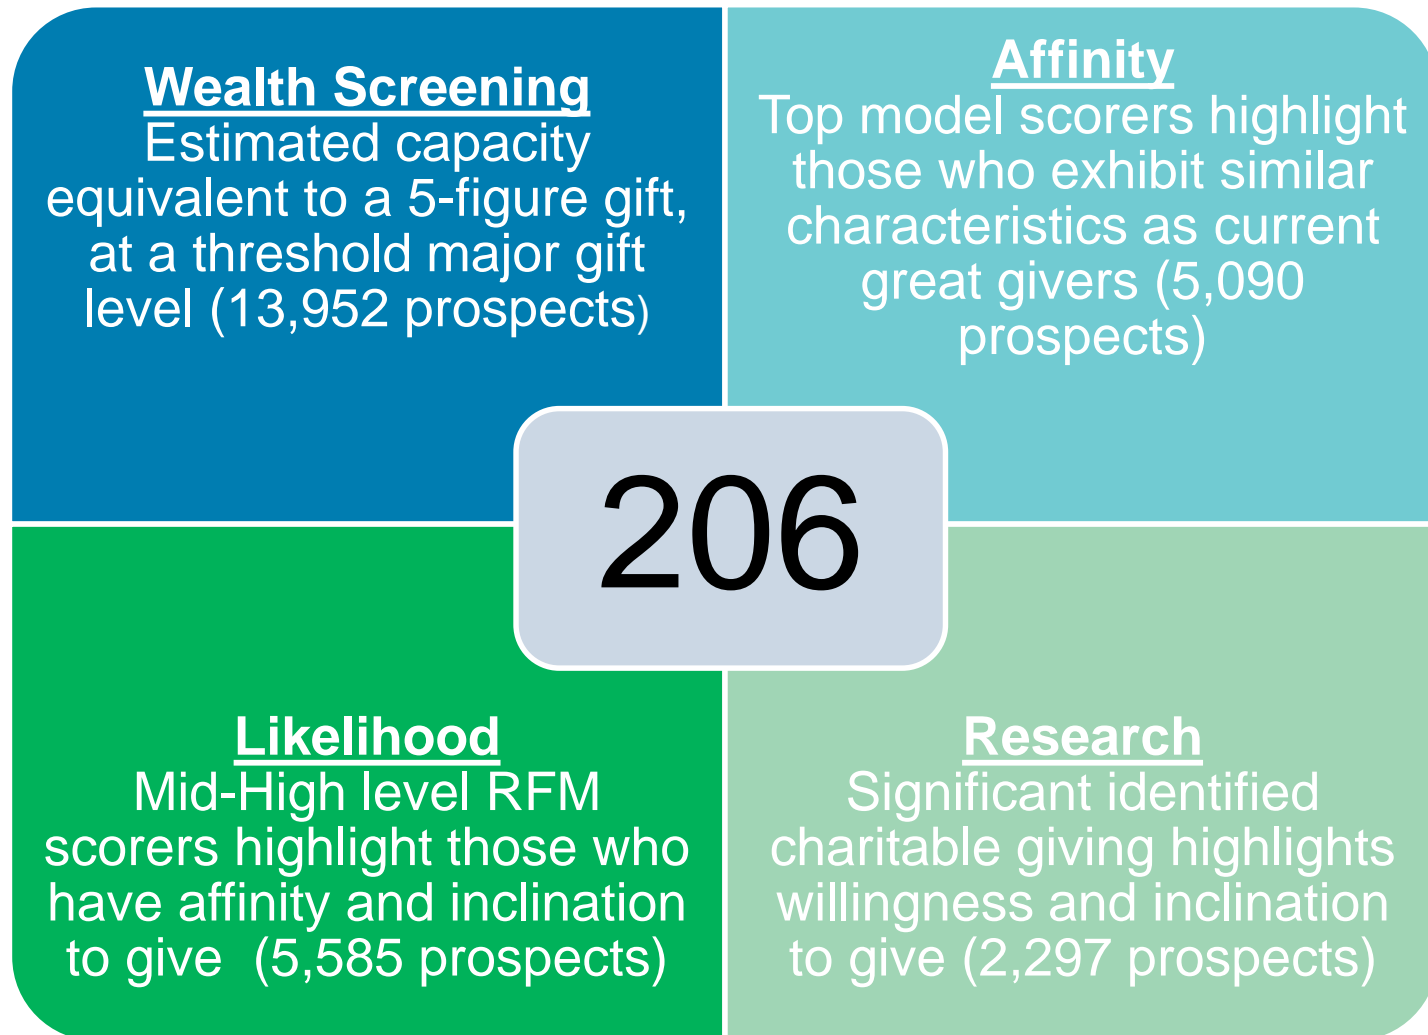 Wealth Screening
Estimated capacity
equivalent to a 5-figure gift,
at a threshold major gift
level (13,952 prospects)
Affinity
Top model scorers highlight
those who exhibit similar
characteristics as current
great givers (5,090
prospects)
206
Likelihood
Mid-High level RFM
scorers highlight those who
have affinity and inclination
to give  (5,585 prospects)
Research
Significant identified
charitable giving highlights
willingness and inclination
to give (2,297 prospects)